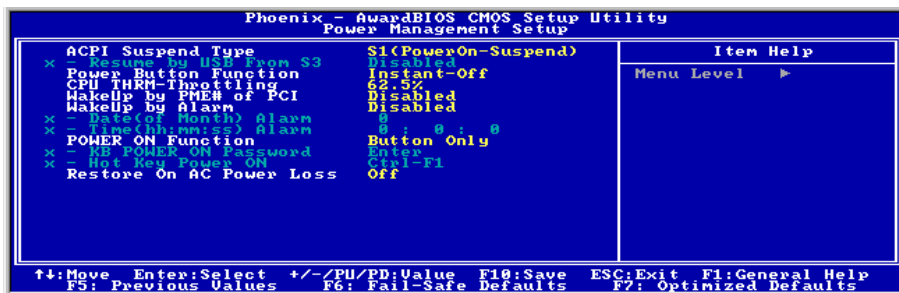 Phoenix - AwardBIOS CMOS Setup Utility
Power Management Setup
ACPI Suspend Type S1(PowerOn-Suspend)
x - Resume by USB From S3 Disabled
Power Button Function Instant-Off
CPU THRM-Throttling 62.5%
WakeUp by PME# of PCI Disabled
WakeUp by Alarm Disabled
x - Date(of Month) Alarm 0
x - Time(hh:mm:ss) Alarm 0 : 0 : 0
POWER ON Function Button Only
x - KB POWER ON Password Enter
x - Hot Key Power ON Ctrl-F1
Restore On AC Power Loss Off
Item Help
Menu Level ►
↑↓:Move Enter:Select +/-/PU/PD:Value F10:Save ESC:Exit F1:General Help
F5: Previous Values F6: Fail-Safe Defaults F7: Optimized Defaults